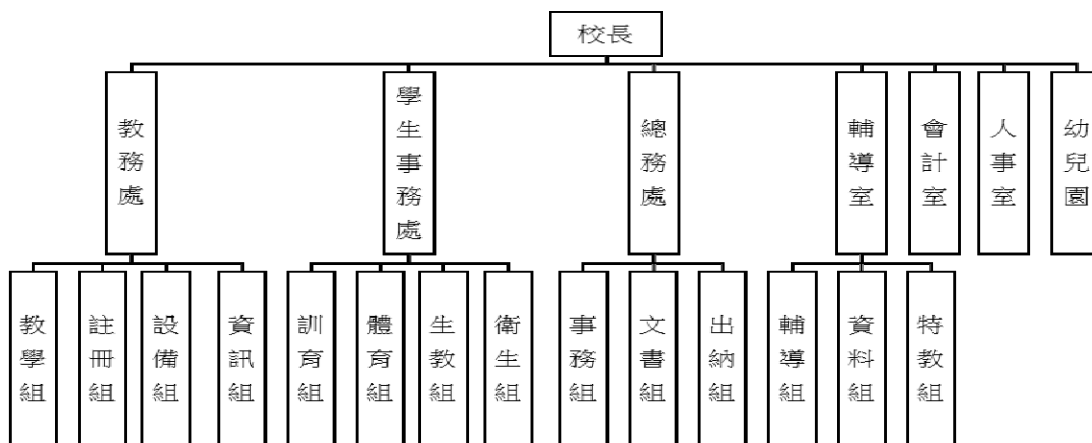 校長
教務處
學生事務處
總務處
輔導室
會計室
人事室
幼兒園
教學組
註冊組
設備組
資訊組
訓育組
體育組
生教組
衛生組
事務組
文書組
出納組
輔導組
資料組
特教組